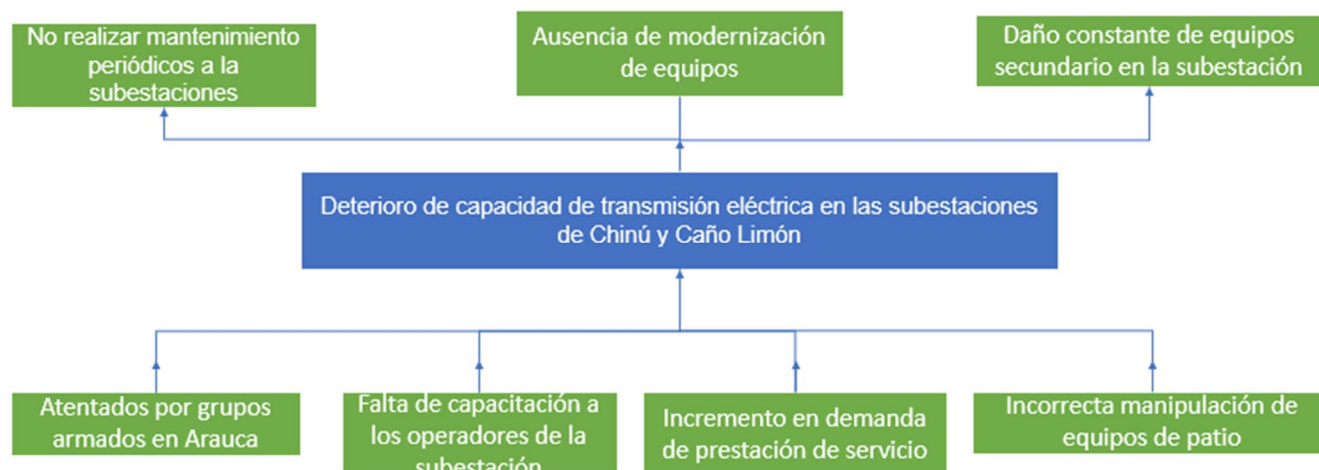 No realizar mantenimiento
periódicos a la
subestaciones
Ausencia de modernización
de equipos
Daño constante de equipos
secundario en la subestación
Deterioro de capacidad de transmisión eléctrica en las subestaciones
de Chinú y Caño Limón
Atentados por grupos
armados en Arauca
Falta de capacitación a
los operadores de la
subestación
Incremento en demanda
de prestación de servicio
Incorrecta manipulación de
equipos de patio